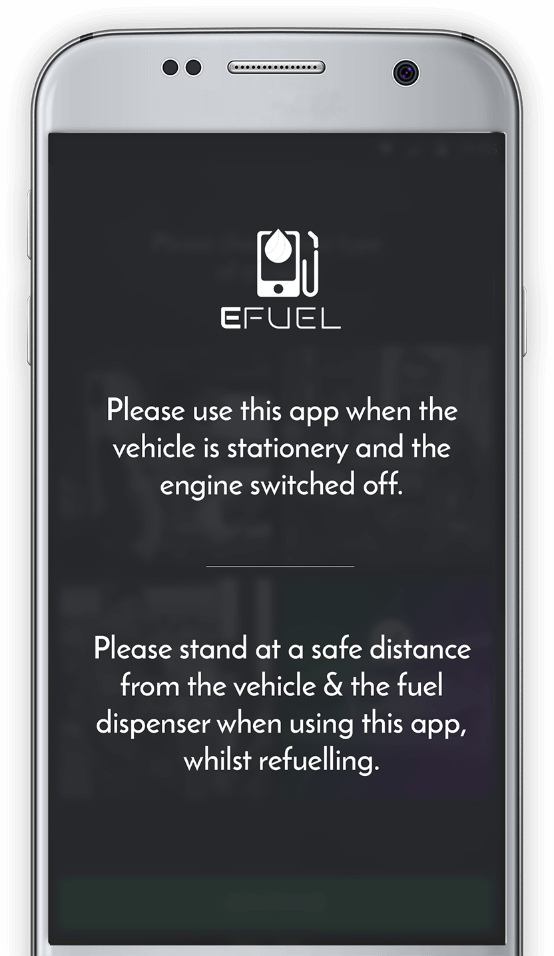 EFUEL
Please use this app when the
vehicle is stationery and the
engine switched off.
Please stand at a safe distance
from the vehicle & the fuel
dispenser when using this app,
whilst refuelling.